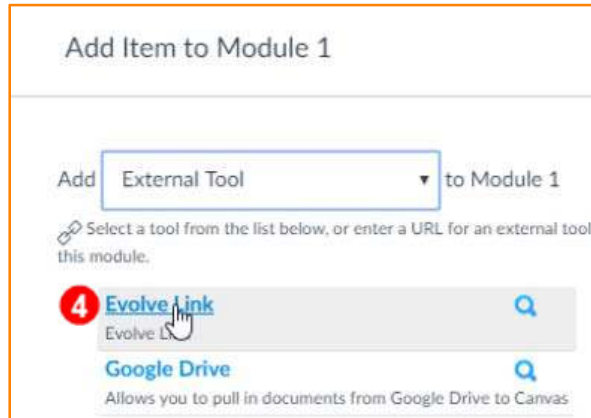 Add Item to Module 1
Add External Tool to Module 1
Select a tool from the list below, or enter a URL for an external tool
this module.
4 Evolve Link
Evolve
Google Drive
Allows you to pull in documents from Google Drive to Canvas